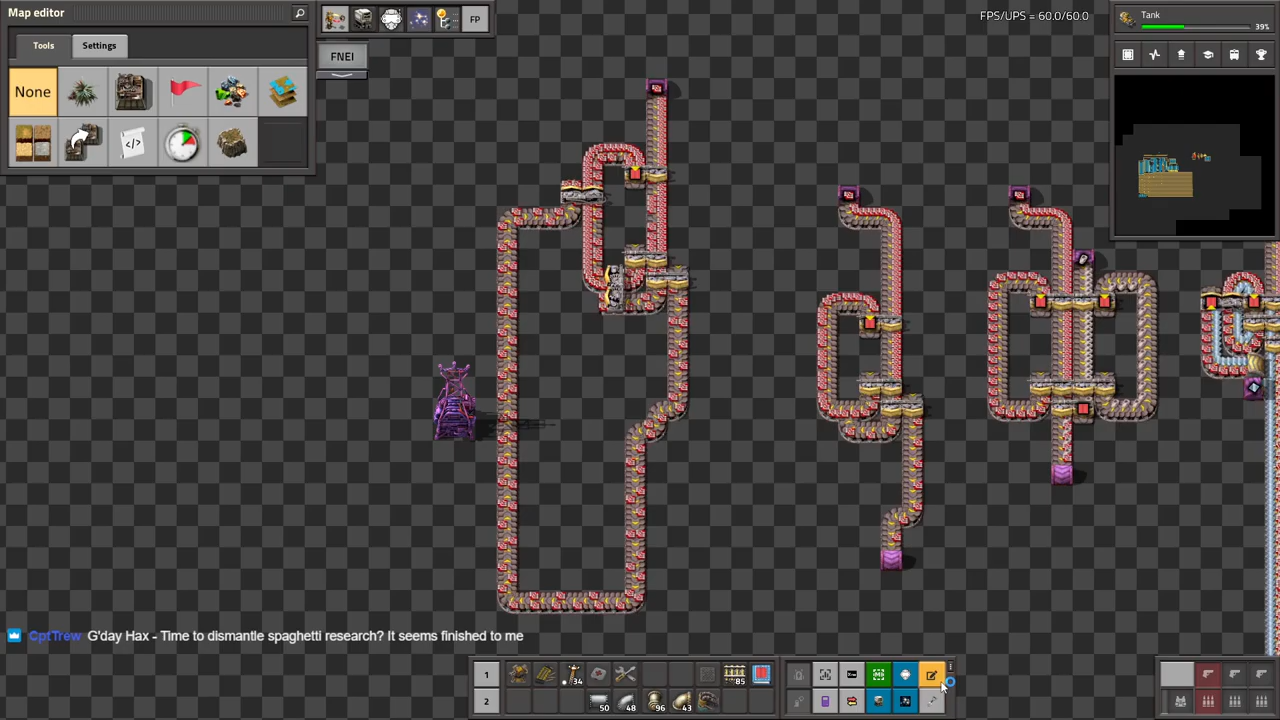 Map editor
Tools
Settings
None
</>
FP
FNEI
FPS/UPS = 60.0/60.0
Tank
39%
CptTrew G'day Hax - Time to dismantle spaghetti research? It seems finished to me
1
34
85
2
50
48
96
43